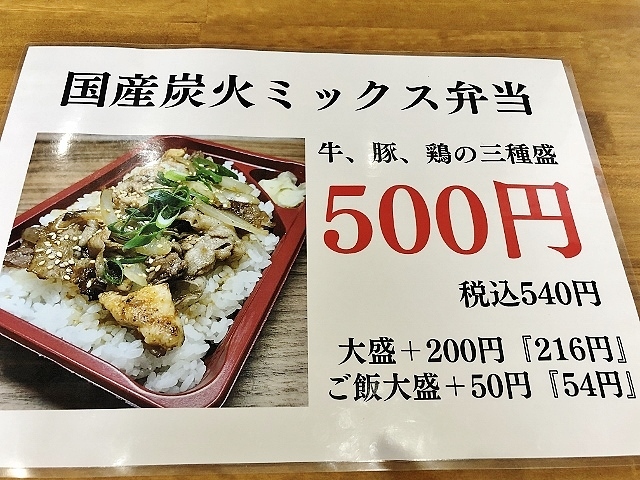 国産炭火ミックス弁当
牛、豚、鶏の三種盛
500円
税込540円
大盛＋200円『216円』
ご飯大盛＋50円『54円』